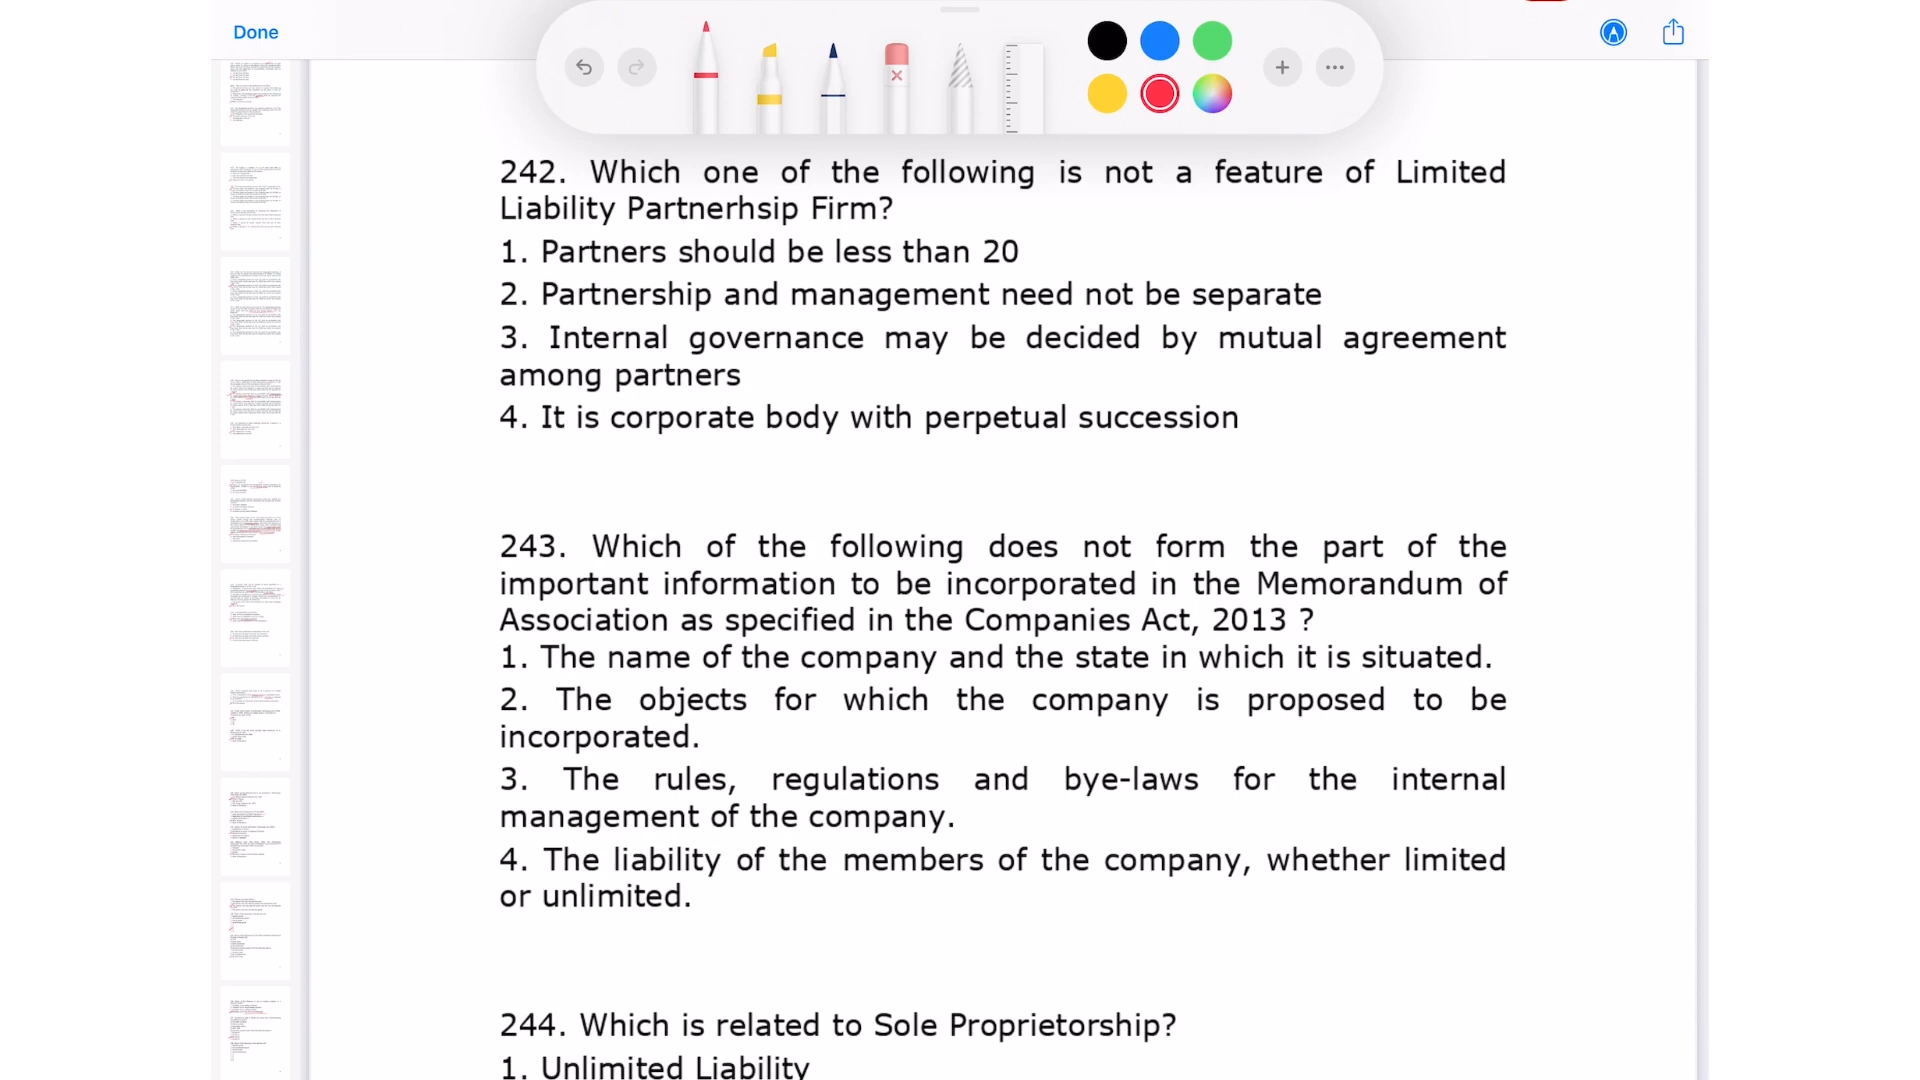 Done
242. Which one of the following is not a feature of Limited
Liability Partnerhsip Firm?
1. Partners should be less than 20
2. Partnership and management need not be separate
3. Internal governance may be decided by mutual agreement
among partners
4. It is corporate body with perpetual succession
243. Which of the following does not form the part of the
important information to be incorporated in the Memorandum of
Association as specified in the Companies Act, 2013 ?
1. The name of the company and the state in which it is situated.
2. The objects for which the company is proposed to be
incorporated.
3. The rules, regulations and bye-laws for the internal
management of the company.
4. The liability of the members of the company, whether limited
or unlimited.
244. Which is related to Sole Proprietorship?
1. Unlimited Liability